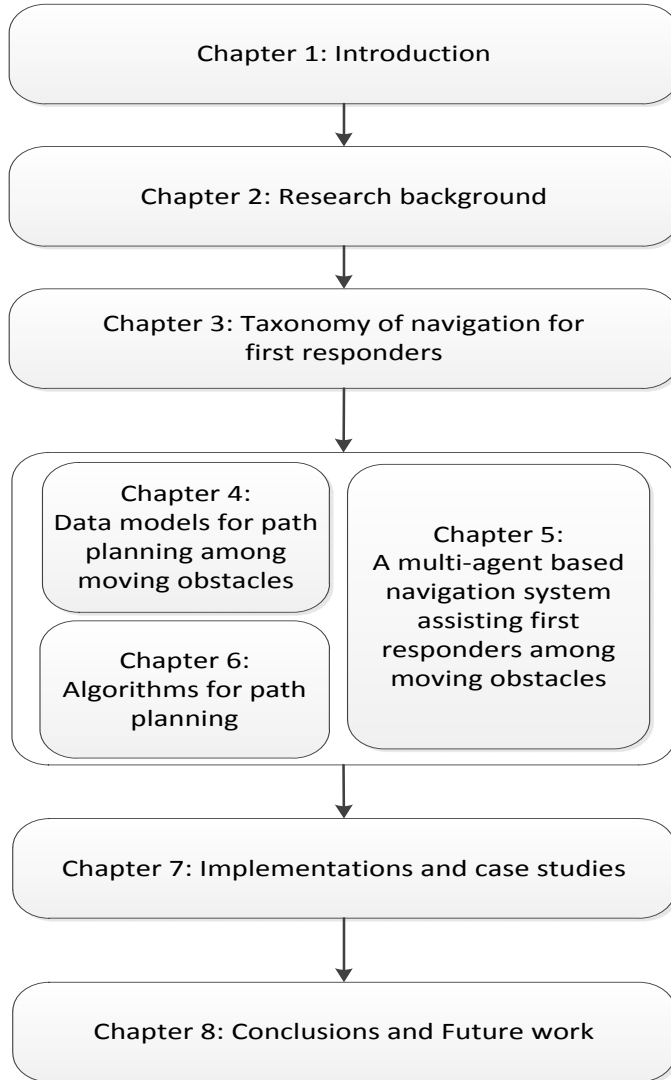 Chapter 1: Introduction
Chapter 2: Research background
Chapter 3: Taxonomy of navigation for
first responders
Chapter 4:
Data models for path
planning among
moving obstacles
Chapter 6:
Algorithms for path
planning
Chapter 5:
A multi-agent based
navigation system
assisting first
responders among
moving obstacles
Chapter 7: Implementations and case studies
Chapter 8: Conclusions and Future work